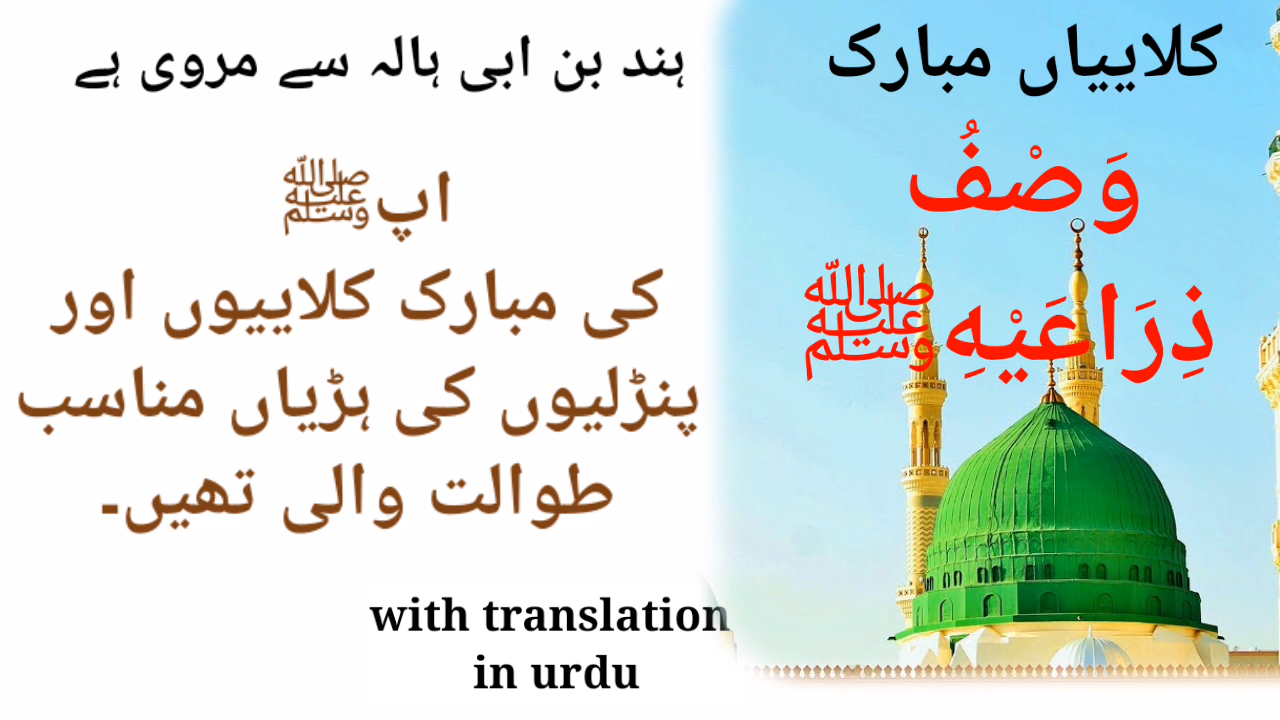 کلاییاں مبارک
وَصْفُ
ذِرَاعَيْهِ ﷺ
ہند بن ابی ہالہ سے مروی ہے
اپ ﷺ
کی مبارک کلاییوں اور
پنڑلیوں کی ہڑیاں مناسب
طوالت والی تھیں۔
with translation
in urdu